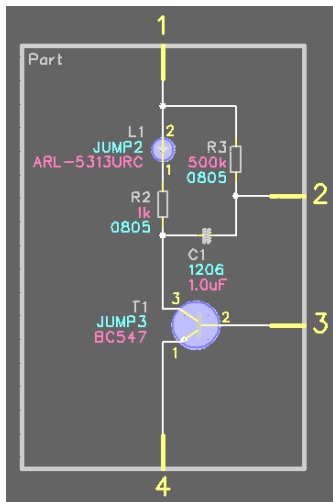 1
Part
L1
2
JUMP2
ARL-5313URC
1
R3
500k
0805
R2
1k
0805
2
C1
1206
1.0uF
T1
3
JUMP3
2
3
BC547
1
4